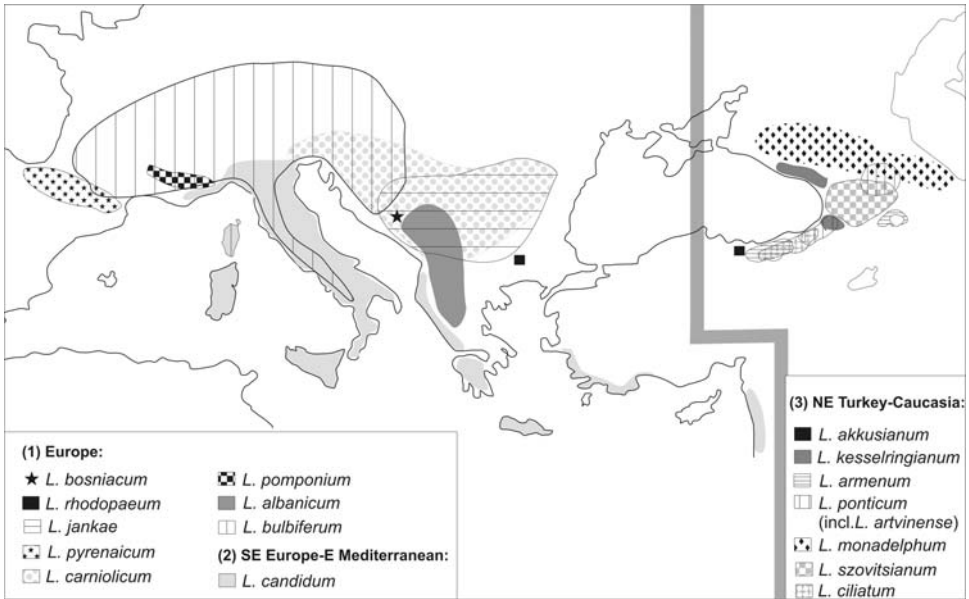 (1) Europe:
L. bosniacum
L. rhodopaeum
L. jankae
L. pyrenaicum
L. carniolicum
L. pomponium
L. albanicum
L. bulbiferum
(2) SE Europe-E Mediterranean:
L. candidum
(3) NE Turkey-Caucasia:
L. akkusianum
L. kesselringianum
L. armenum
L. ponticum
(incl.L. artvinense)
L. monadelphum
L. szovitsianum
L. ciliatum